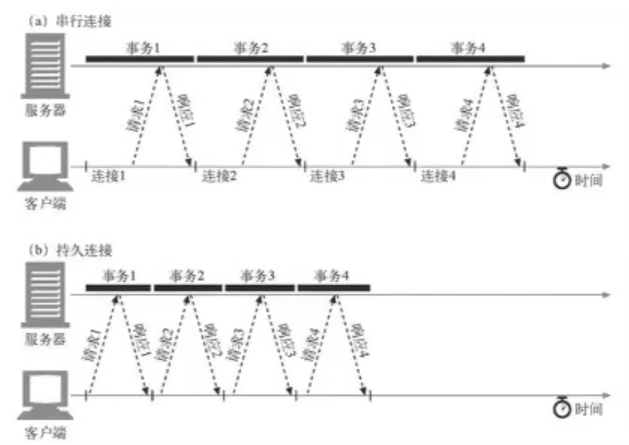 (a) 串行连接
事务1 事务2 事务3 事务4
服务器
请求1 响应1 请求2 响应2 请求3 响应3 请求4 响应4
连接1 连接2 连接3 连接4 时间
客户端
(b) 持久连接
事务1 事务2 事务3 事务4
服务器
请求1 响应1 请求2 响应2 请求3 响应3 请求4 响应4
时间
客户端